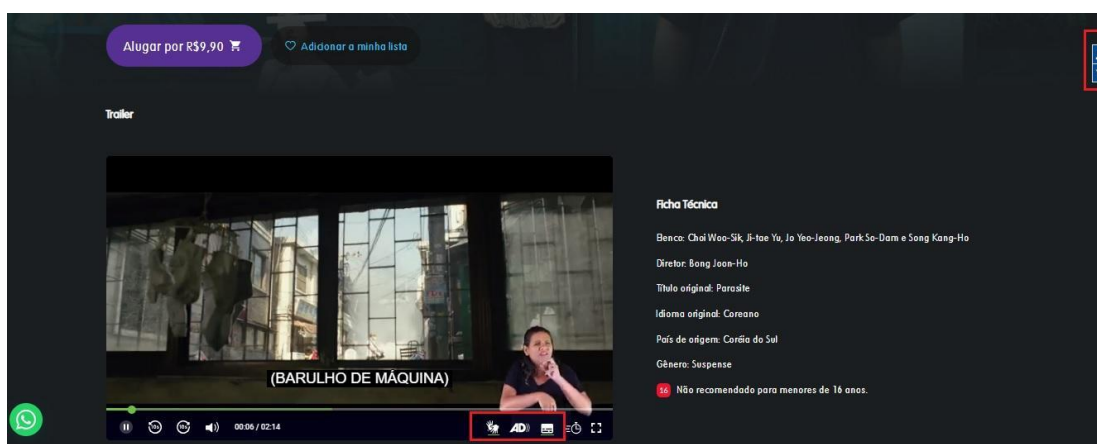 Alugar por R$9,90
Adicionar a minha lista
Trailer
(BARULHO DE MÁQUINA)
10s
10s
00:06 / 02:14
AD
Ficha Técnica
Elenco: Choi Woo-Sik, Ji-tae Yu, Jo Yeo-Jeong, Park So-Dam e Song Kang-Ho
Diretor: Bong Joon-Ho
Título original: Parasite
Idioma original: Coreano
País de origem: Coréia do Sul
Gênero: Suspense
16 Não recomendado para menores de 16 anos.